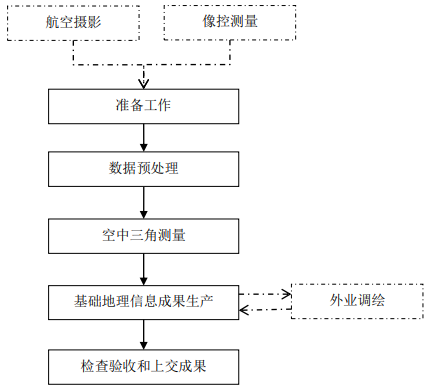 航空摄影
像控测量
准备工作
数据预处理
空中三角测量
基础地理信息成果生产
外业调绘
检查验收和上交成果